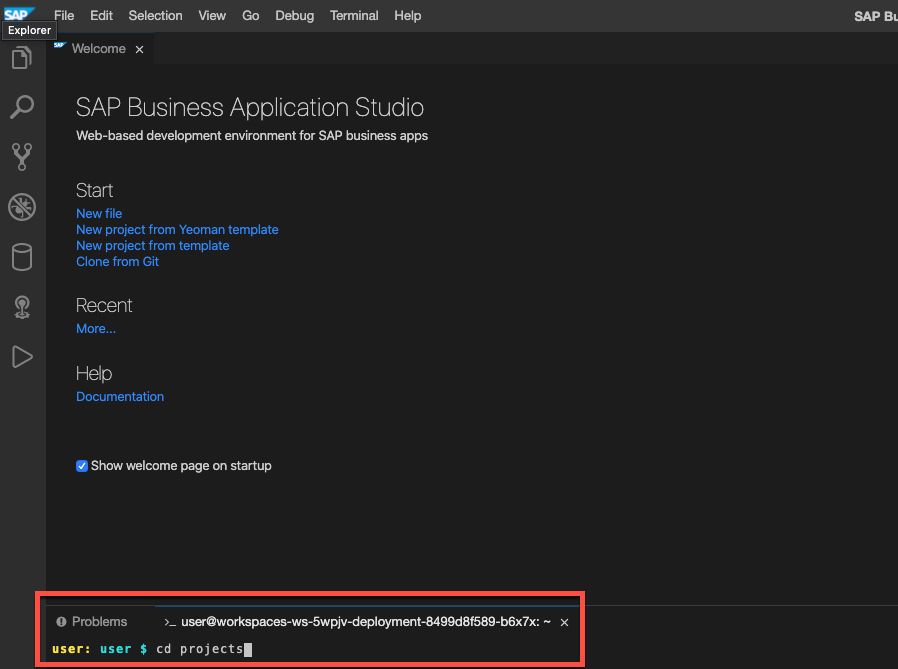 SAP File Edit Selection View Go Debug Terminal Help
Explorer
SAP Welcome ×
SAP Business Application Studio
Web-based development environment for SAP business apps
Start
New file
New project from Yeoman template
New project from template
Clone from Git
Recent
More...
Help
Documentation
Show welcome page on startup
Problems >_ user@workspaces-ws-5wpjv-deployment-8499d8f589-b6x7x: ~ ×
user: user $ cd projects